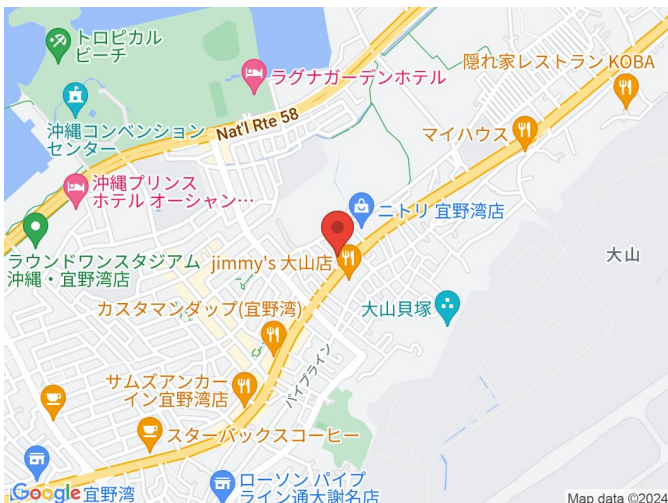 トロピカル
ビーチ
ラグナガーデンホテル
隠れ家レストラン KOBA
沖縄コンベンション
センター
Nat'l Rte 58
マイハウス
沖縄プリンス
ホテル オーシャン…
ニトリ 宜野湾店
ラウンドワンスタジアム
沖縄・宜野湾店
jimmy's 大山店
大山
カスタマンダップ(宜野湾)
大山貝塚
パイプライン
サムズアンカー
イン宜野湾店
スターバックスコーヒー
Google
宜野湾
ローソン パイプ
ライン通大謝名店
Map data ©2024